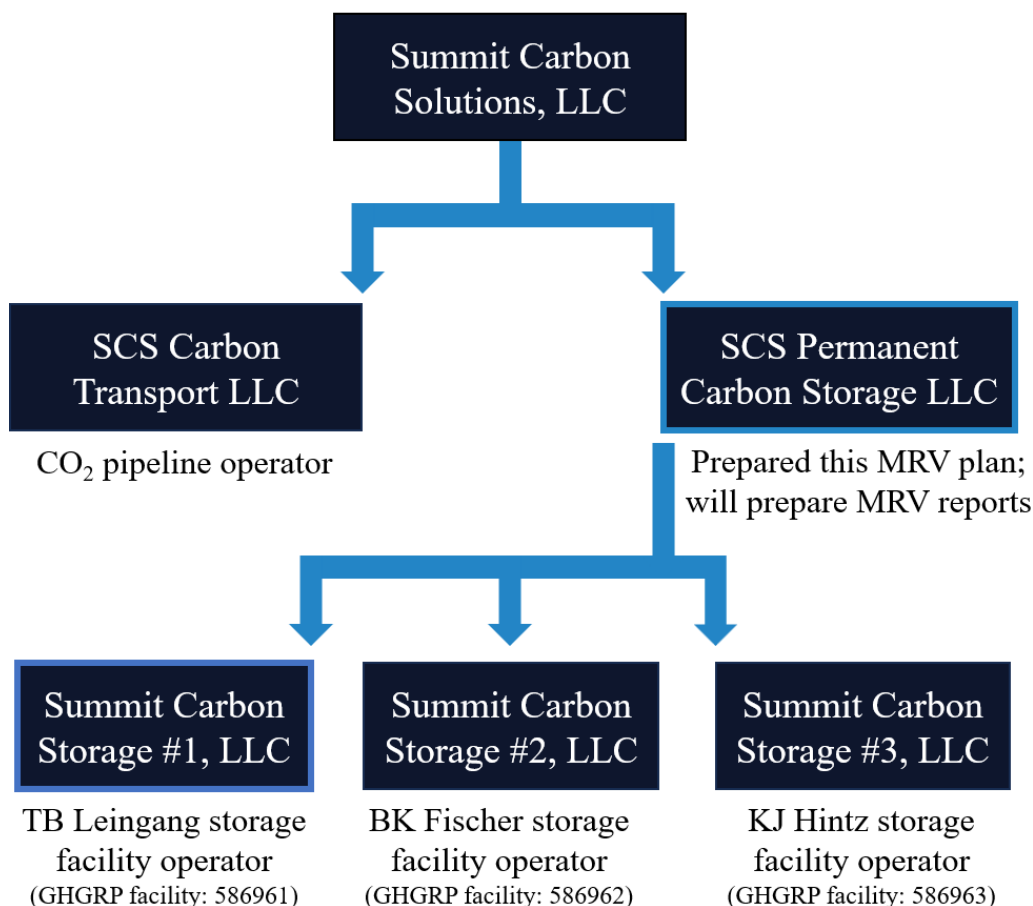 Summit Carbon
Solutions, LLC
SCS Carbon
Transport LLC
CO₂ pipeline operator
SCS Permanent
Carbon Storage LLC
Prepared this MRV plan;
will prepare MRV reports
Summit Carbon
Storage #1, LLC
TB Leingang storage
facility operator
(GHGRP facility: 586961)
Summit Carbon
Storage #2, LLC
BK Fischer storage
facility operator
(GHGRP facility: 586962)
Summit Carbon
Storage #3, LLC
KJ Hintz storage
facility operator
(GHGRP facility: 586963)